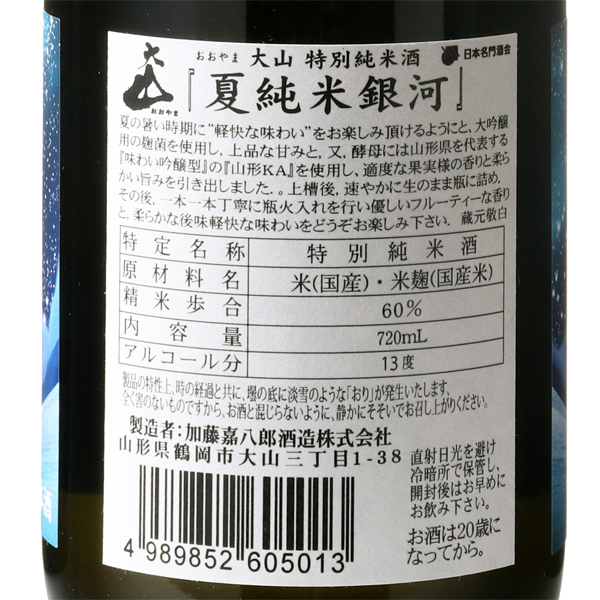 大山
おおやま
おおやま
大山 特別純米酒
日本名門酒会
『夏純米銀河』
夏の暑い時期に“軽快な味わい”をお楽しみ頂けるようにと、大吟醸
用の麹菌を使用し、上品な甘みと，又，酵母には山形県を代表する
『味わい吟醸型』の『山形KA』を使用し、適度な果実様の香りと柔ら
かい旨みを引き出しました.。上槽後，速やかに生のまま瓶に詰め，
その後，一本一本丁寧に瓶火入れを行い優しいフルーティーな香り
と、柔らかな後味軽快な味わいをどうぞお楽しみ下さい. 蔵元敬白
特定名称 特別純米酒
原材料名 米(国産)・米麹(国産米)
精米歩合 60%
内容量 720mL
アルコール分 13度
製品の特性上、時の経過と共に、壜の底に淡雪のような「おり」が発生いたします。
全く害のないものですから、お酒と混じらないように、静かにそそいでお召し上がりください。
製造者:加藤嘉八郎酒造株式会社
山形県鶴岡市大山三丁目1-38
直射日光を避け
冷暗所で保管し、
開封後はお早めに
お飲み下さい。
お酒は20歳に
なってから。
4 989852 605013
酒